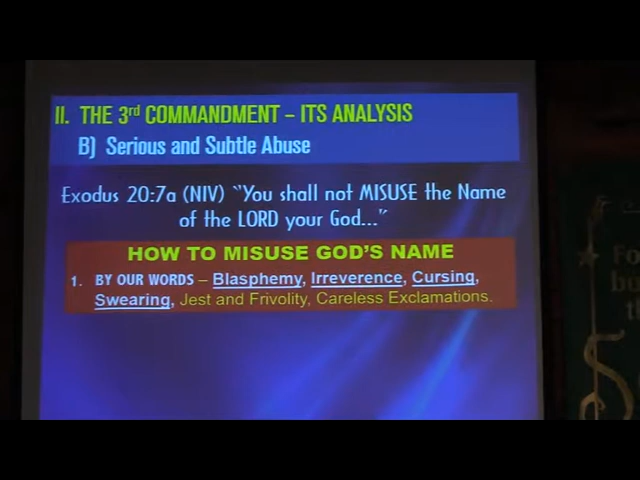 II. THE 3rd COMMANDMENT – ITS ANALYSIS
B) Serious and Subtle Abuse
Exodus 20:7a (NIV) “You shall not MISUSE the Name
of the LORD your God...”
HOW TO MISUSE GOD'S NAME
1. BY OUR WORDS – Blasphemy, Irreverence, Cursing,
Swearing, Jest and Frivolity, Careless Exclamations.